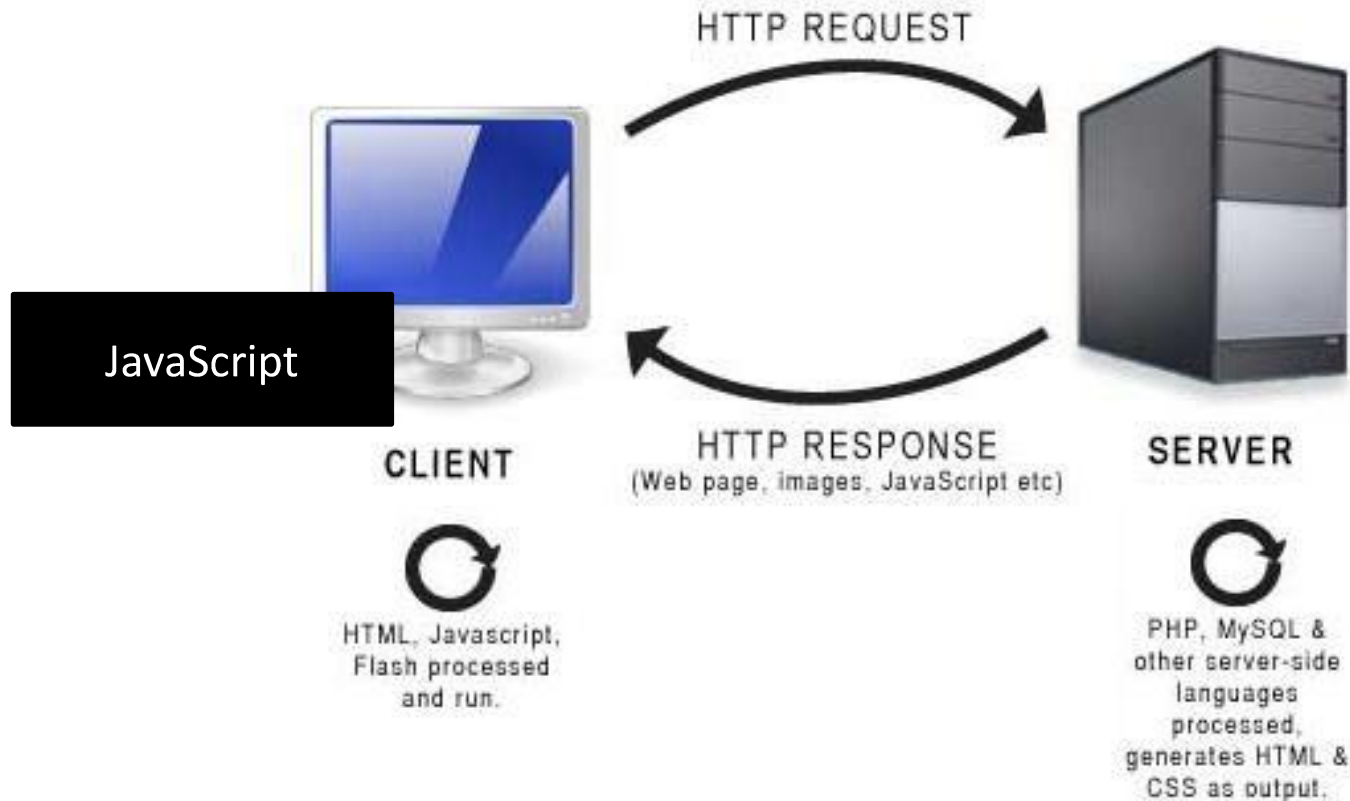 HTTP REQUEST
JavaScript
CLIENT
HTTP RESPONSE
(Web page, images, JavaScript etc)
SERVER
HTML, Javascript,
Flash processed
and run.
PHP, MySQL &
other server-side
languages
processed,
generates HTML &
CSS as output.